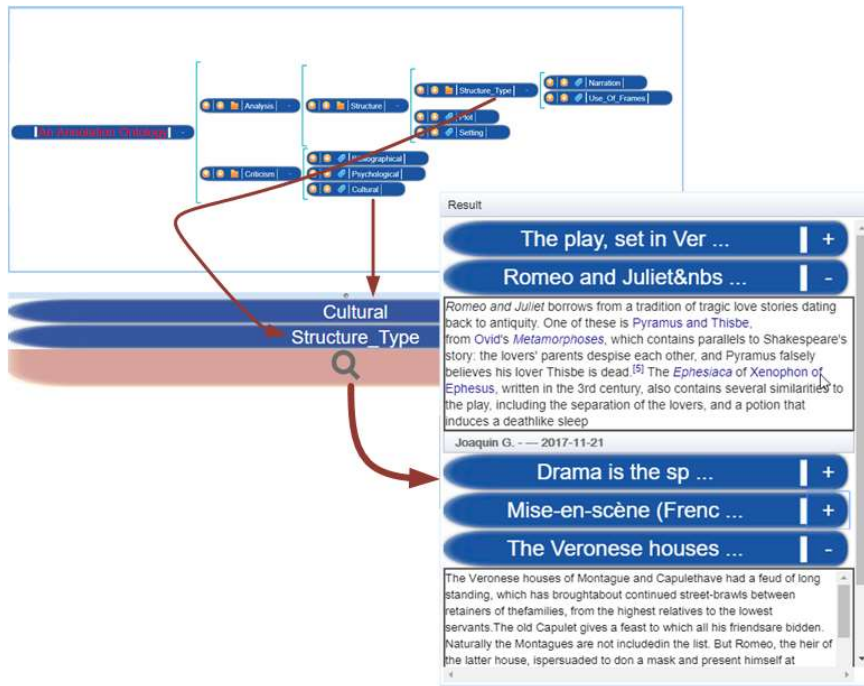 An Annotation Ontology -
Analysis -
Structure -
Structure_Type -
Narration
Use_Of_Frames
Plot
Setting
Criticism -
Psychological
Cultural
Cultural
Structure_Type
Result
The play, set in Ver ... +
Romeo and Juliet&nbs ... -
Romeo and Juliet borrows from a tradition of tragic love stories dating
back to antiquity. One of these is Pyramus and Thisbe,
from Ovid's Metamorphoses, which contains parallels to Shakespeare's
story: the lovers' parents despise each other, and Pyramus falsely
believes his lover Thisbe is dead.[5] The Ephesiaca of Xenophon of
Ephesus, written in the 3rd century, also contains several similarities to
the play, including the separation of the lovers, and a potion that
induces a deathlike sleep
Joaquin G. - — 2017-11-21
Drama is the sp ... +
Mise-en-scène (Frenc ... +
The Veronese houses ... -
The Veronese houses of Montague and Capulethave had a feud of long
standing, which has broughtabout continued street-brawls between
retainers of thefamilies, from the highest relatives to the lowest
servants.The old Capulet gives a feast to which all his friendsare bidden.
Naturally the Montagues are not includedin the list. But Romeo, the heir of
the latter house, ispersuaded to don a mask and present himself at